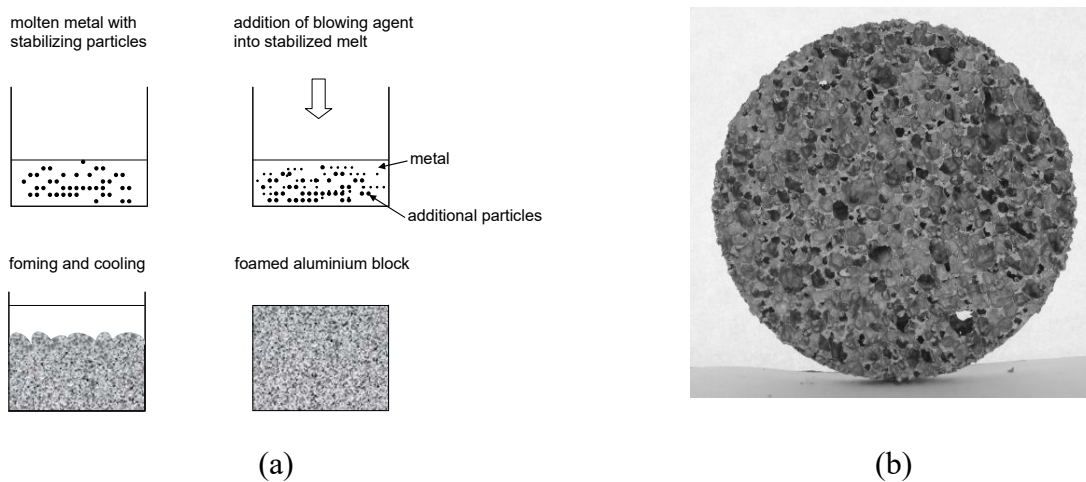 molten metal with
stabilizing particles
addition of blowing agent
into stabilized melt
metal
additional particles
foming and cooling
foamed aluminium block
(a)
(b)